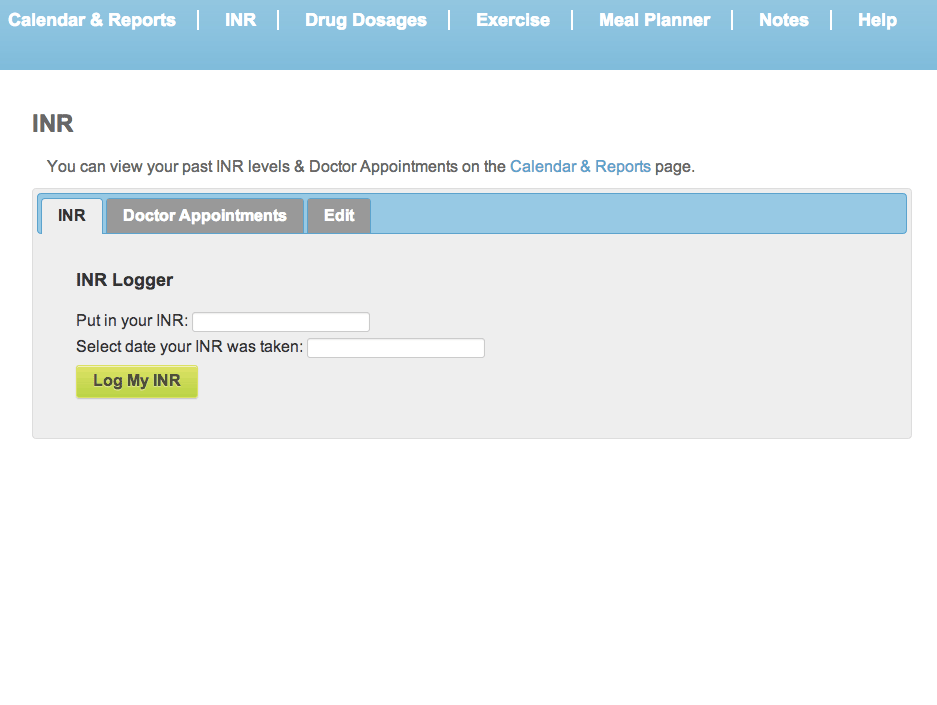 Calendar & Reports INR Drug Dosages Exercise Meal Planner Notes Help
INR
You can view your past INR levels & Doctor Appointments on the Calendar & Reports page.
INR Doctor Appointments Edit
INR Logger
Put in your INR:
Select date your INR was taken:
Log My INR